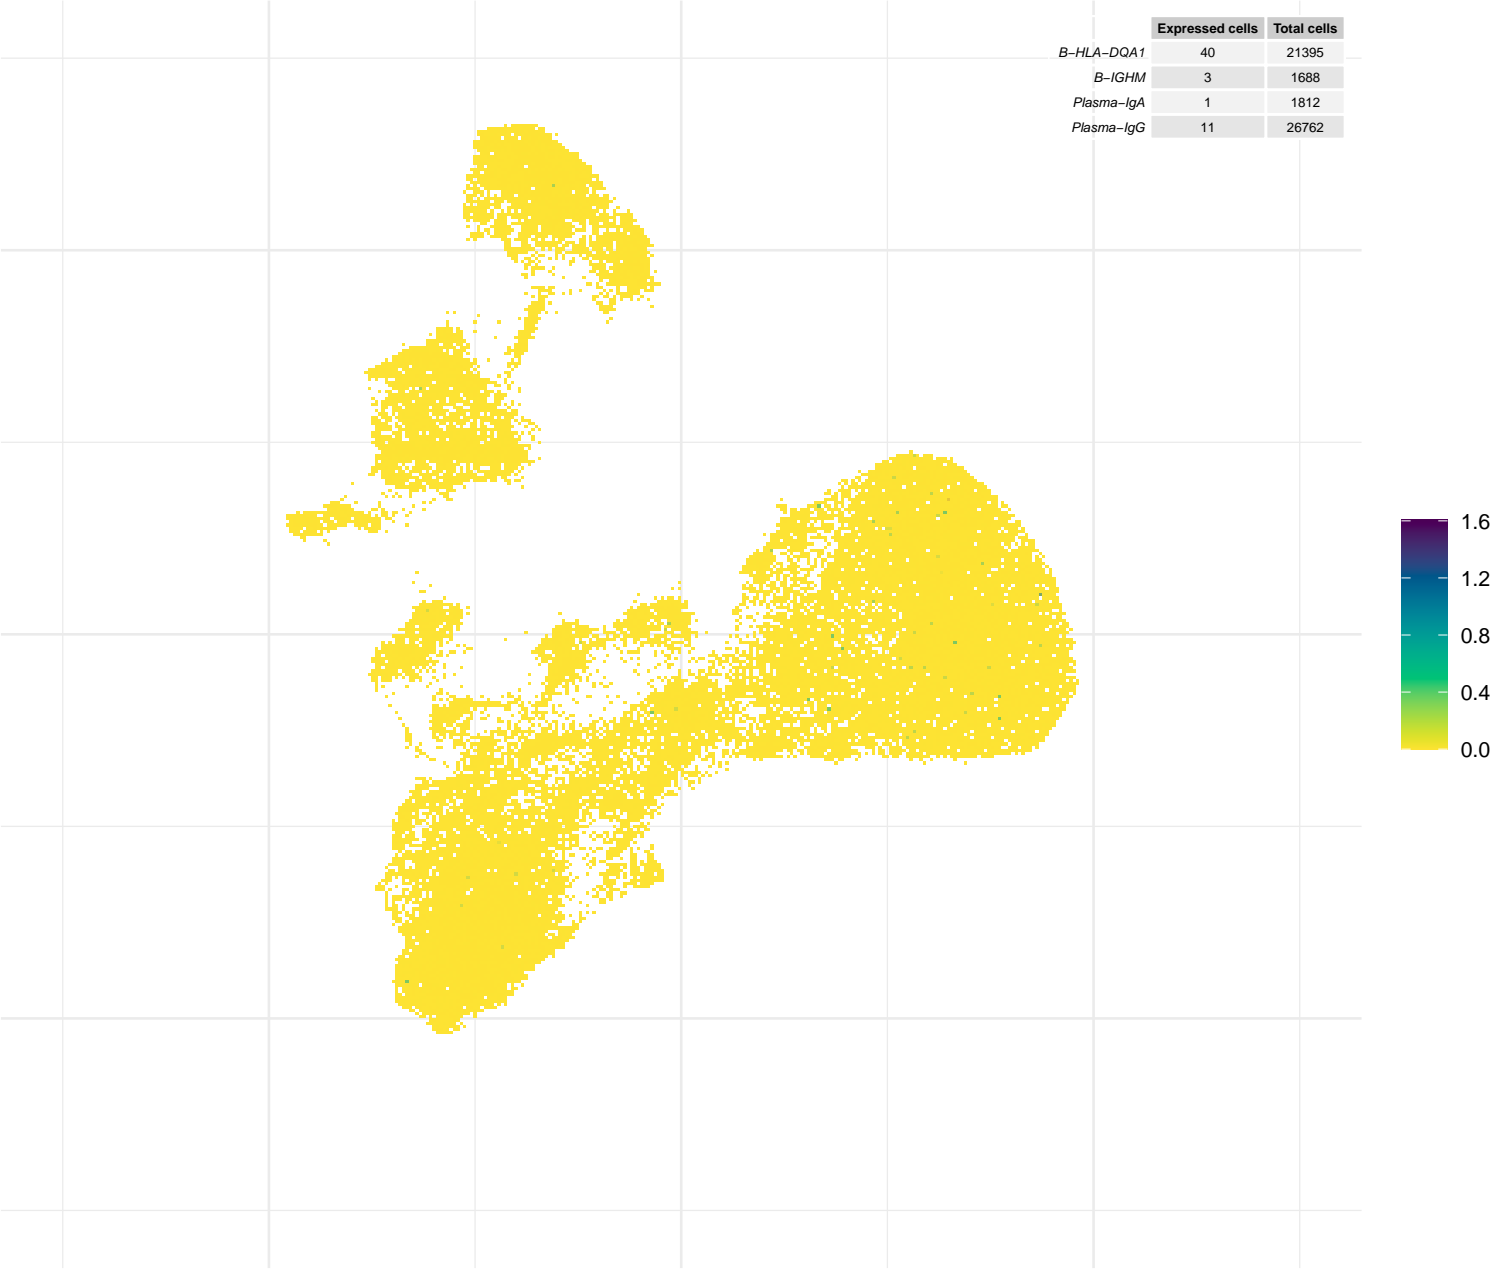 Expressed cells Total cells
B−HLA−DQA1 40 21395
B−IGHM 3 1688
Plasma−IgA 1 1812
Plasma−IgG 11 26762
1.6
1.2
0.8
0.4
0.0